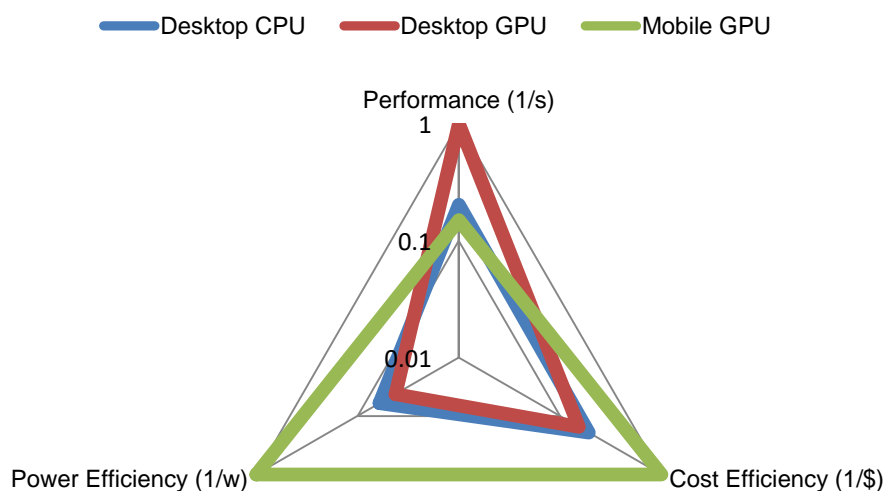 Desktop CPU Desktop GPU Mobile GPU
Performance (1/s)
1
0.1
0.01
Power Efficiency (1/w) Cost Efficiency (1/$)